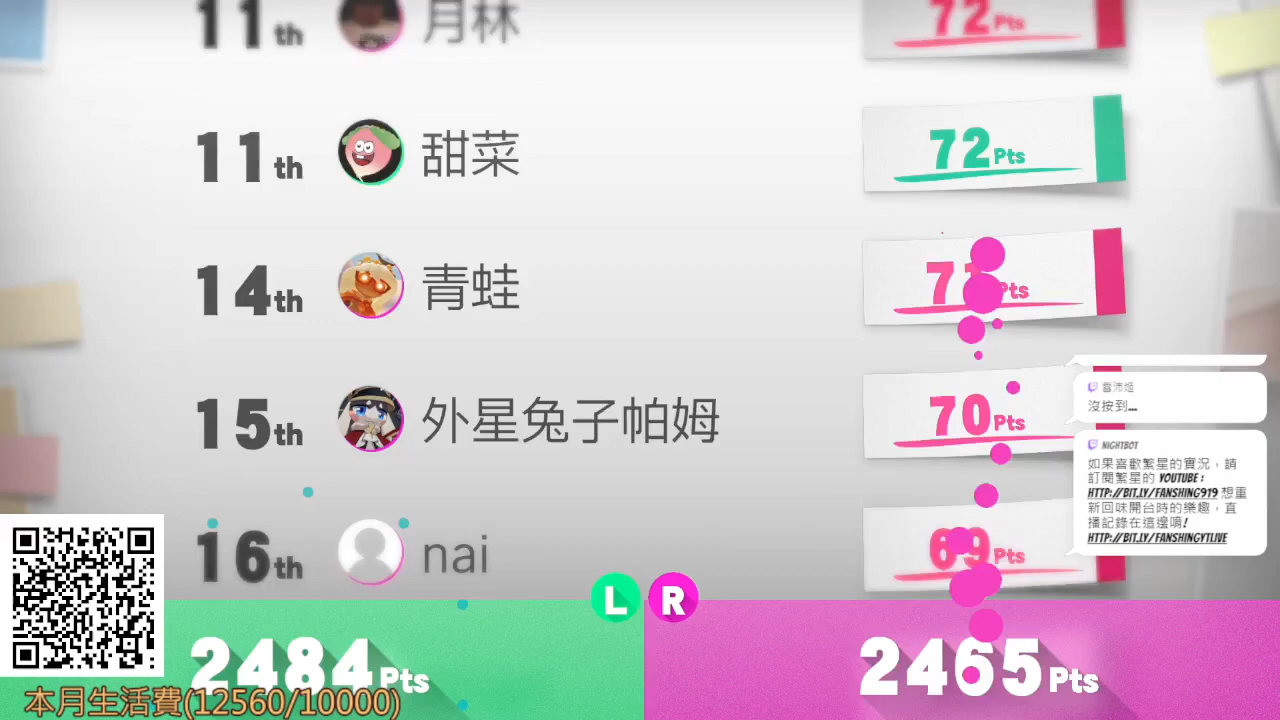 11th 月林 72Pts
11th 甜菜 72Pts
14th 青蛙 71Pts
15th 外星兔子帕姆 70Pts
16th nai 69Pts
沒按到...
NIGHTBOT
如果喜歡繁星的實況，請
訂閱繁星的 YOUTUBE :
HTTP://BIT.LY/FANSHING919 想重
新回味開台時的樂趣，直
播記錄在這邊唷!
HTTP://BIT.LY/FANSHINGYTLIVE
L R
2484Pts 2465Pts
本月生活費(12560/10000)